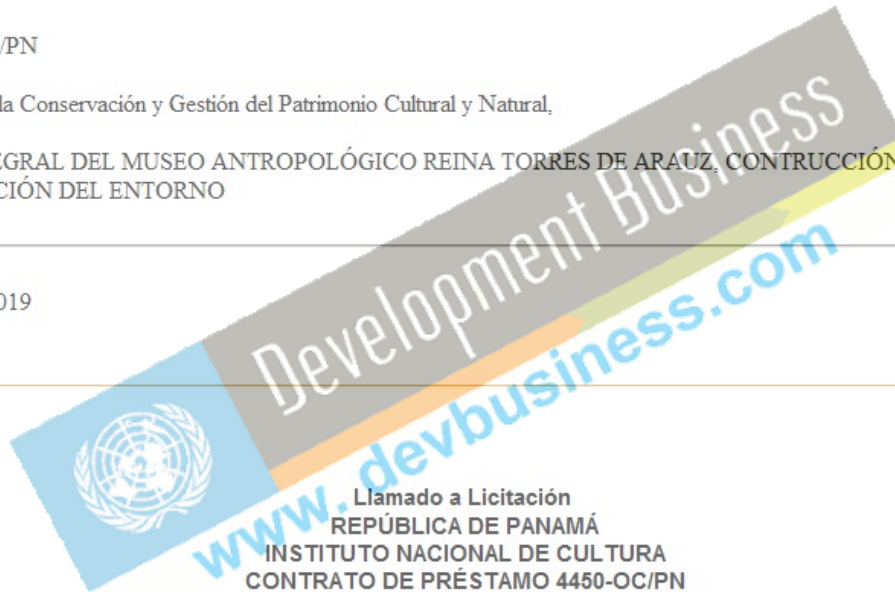 /PN
la Conservación y Gestión del Patrimonio Cultural y Natural,
EGRAL DEL MUSEO ANTROPOLÓGICO REINA TORRES DE ARAUZ, CONTRUCCIÓN
CIÓN DEL ENTORNO
019
Development Business
www.devbusiness.com
Llamado a Licitación
REPÚBLICA DE PANAMÁ
INSTITUTO NACIONAL DE CULTURA
CONTRATO DE PRÉSTAMO 4450-OC/PN